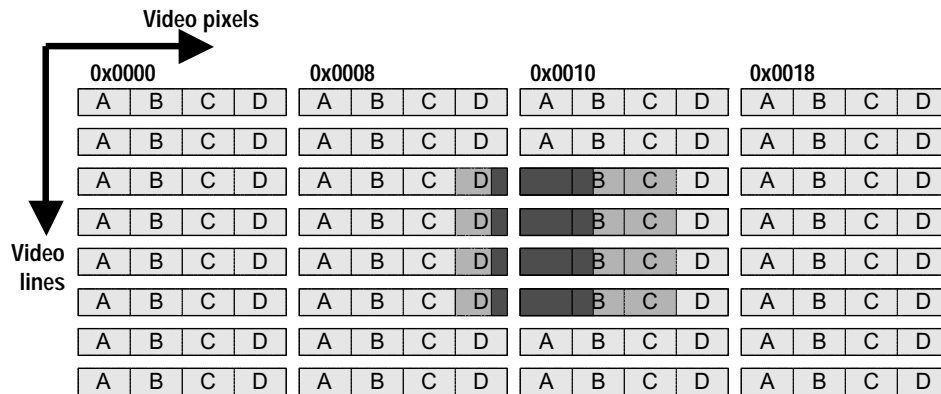 Video pixels
0x0000 0x0008 0x0010 0x0018
A B C D A B C D A B C D A B C D
A B C D A B C D A B C D A B C D
A B C D A B C D B C D A B C D
A B C D A B C D B C D A B C D
Video
lines
A B C D A B C D B C D A B C D
A B C D A B C D B C D A B C D
A B C D A B C D A B C D A B C D
A B C D A B C D A B C D A B C D